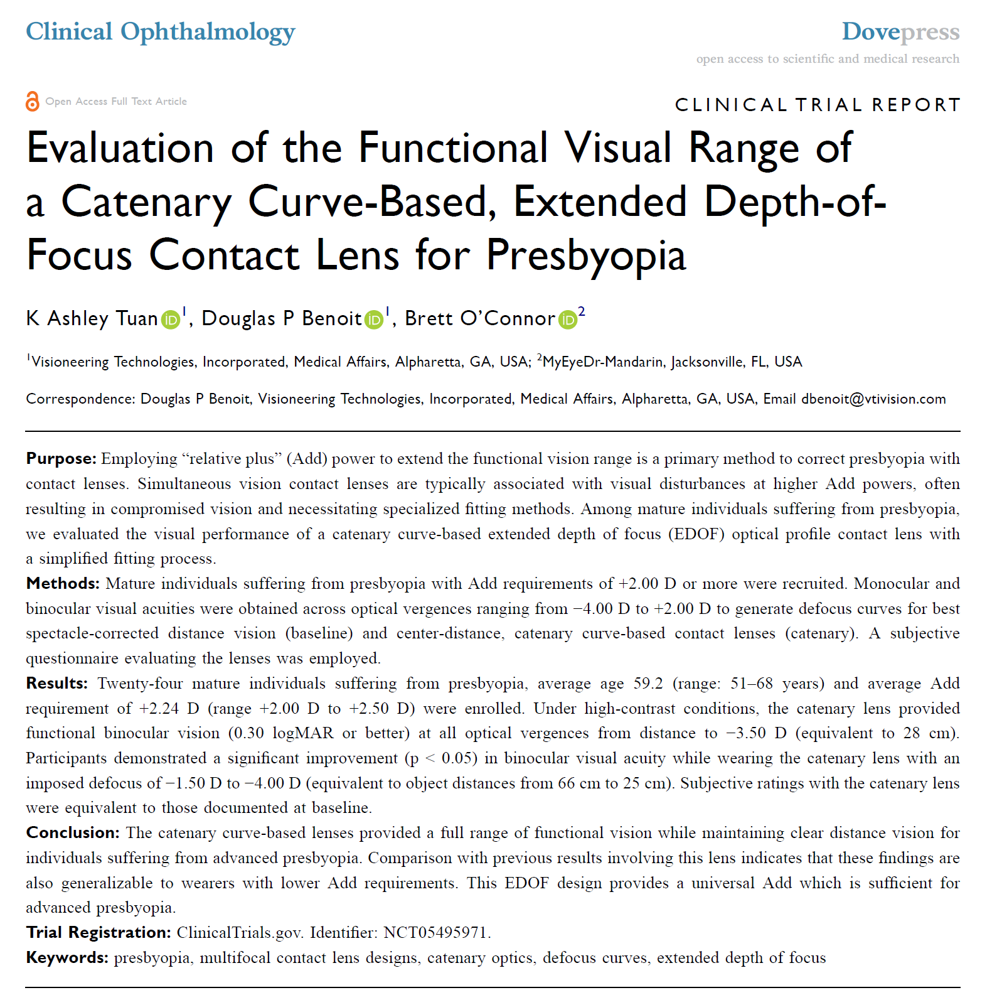 Clinical Ophthalmology
Dovepress
open access to scientific and medical research
Open Access Full Text Article
CLINICAL TRIAL REPORT
Evaluation of the Functional Visual Range of
a Catenary Curve-Based, Extended Depth-of-
Focus Contact Lens for Presbyopia
K Ashley Tuan iD 1, Douglas P Benoit iD 1, Brett O’Connor iD 2
1Visioneering Technologies, Incorporated, Medical Affairs, Alpharetta, GA, USA; 2MyEyeDr-Mandarin, Jacksonville, FL, USA
Correspondence: Douglas P Benoit, Visioneering Technologies, Incorporated, Medical Affairs, Alpharetta, GA, USA, Email dbenoit@vtivision.com
Purpose: Employing “relative plus” (Add) power to extend the functional vision range is a primary method to correct presbyopia with
contact lenses. Simultaneous vision contact lenses are typically associated with visual disturbances at higher Add powers, often
resulting in compromised vision and necessitating specialized fitting methods. Among mature individuals suffering from presbyopia,
we evaluated the visual performance of a catenary curve-based extended depth of focus (EDOF) optical profile contact lens with
a simplified fitting process.
Methods: Mature individuals suffering from presbyopia with Add requirements of +2.00 D or more were recruited. Monocular and
binocular visual acuities were obtained across optical vergences ranging from −4.00 D to +2.00 D to generate defocus curves for best
spectacle-corrected distance vision (baseline) and center-distance, catenary curve-based contact lenses (catenary). A subjective
questionnaire evaluating the lenses was employed.
Results: Twenty-four mature individuals suffering from presbyopia, average age 59.2 (range: 51–68 years) and average Add
requirement of +2.24 D (range +2.00 D to +2.50 D) were enrolled. Under high-contrast conditions, the catenary lens provided
functional binocular vision (0.30 logMAR or better) at all optical vergences from distance to −3.50 D (equivalent to 28 cm).
Participants demonstrated a significant improvement (p < 0.05) in binocular visual acuity while wearing the catenary lens with an
imposed defocus of −1.50 D to −4.00 D (equivalent to object distances from 66 cm to 25 cm). Subjective ratings with the catenary lens
were equivalent to those documented at baseline.
Conclusion: The catenary curve-based lenses provided a full range of functional vision while maintaining clear distance vision for
individuals suffering from advanced presbyopia. Comparison with previous results involving this lens indicates that these findings are
also generalizable to wearers with lower Add requirements. This EDOF design provides a universal Add which is sufficient for
advanced presbyopia.
Trial Registration: ClinicalTrials.gov. Identifier: NCT05495971.
Keywords: presbyopia, multifocal contact lens designs, catenary optics, defocus curves, extended depth of focus